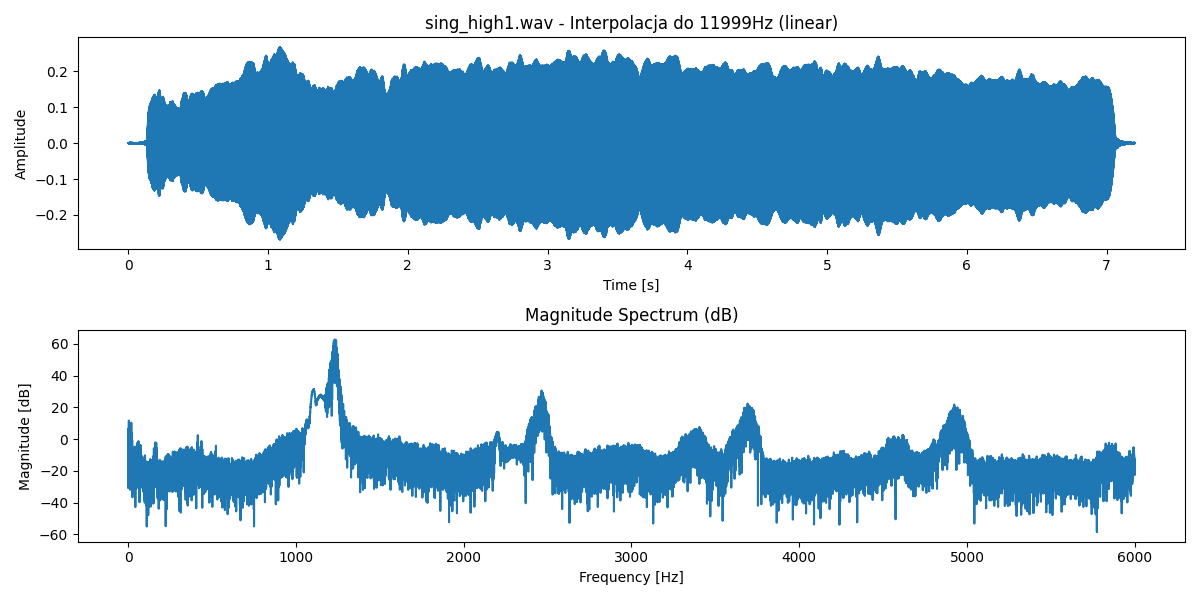 sing_high1.wav - Interpolacja do 11999Hz (linear)
Amplitude
0.2
0.1
0.0
−0.1
−0.2
0 1 2 3 4 5 6 7
Time [s]
Magnitude Spectrum (dB)
Magnitude [dB]
60
40
20
0
−20
−40
−60
0 1000 2000 3000 4000 5000 6000
Frequency [Hz]